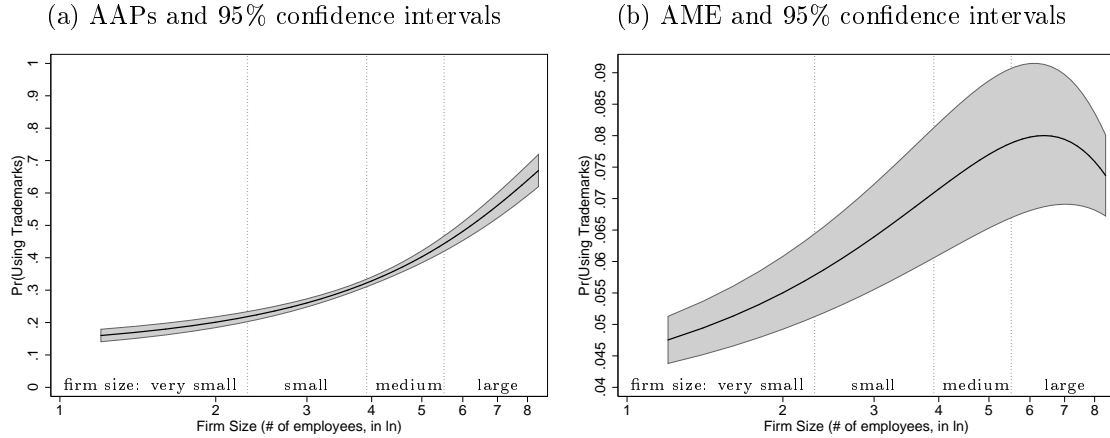 (a) AAPs and 95% confidence intervals
Pr(Using Trademarks)
1
.9
.8
.7
.6
.5
.4
.3
.2
.1
0
firm size: very small small medium large
1 2 3 4 5 6 7 8
Firm Size (# of employees, in ln)
(b) AME and 95% confidence intervals
Pr(Using Trademarks)
.09
.085
.08
.075
.07
.065
.06
.055
.05
.045
.04
firm size: very small small medium large
1 2 3 4 5 6 7 8
Firm Size (# of employees, in ln)